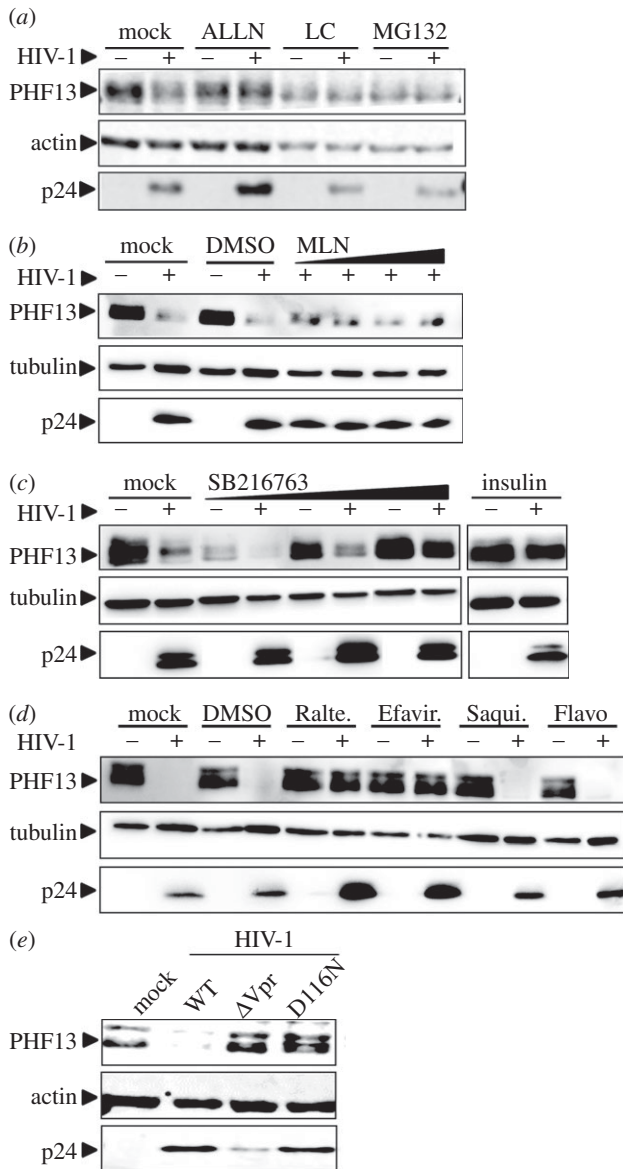 (a)
mock ALLN LC MG132
HIV-1 – + – + – + – +
PHF13
actin
p24
(b)
mock DMSO MLN
HIV-1 – + – + + + + +
PHF13
tubulin
p24
(c)
mock SB216763 insulin
HIV-1 – + – + – + – + – +
PHF13
tubulin
p24
(d)
mock DMSO Ralte. Efavir. Saqui. Flavo
HIV-1 – + – + – + – + – + – +
PHF13
tubulin
p24
(e)
HIV-1
mock WT ΔVpr D116N
PHF13
actin
p24